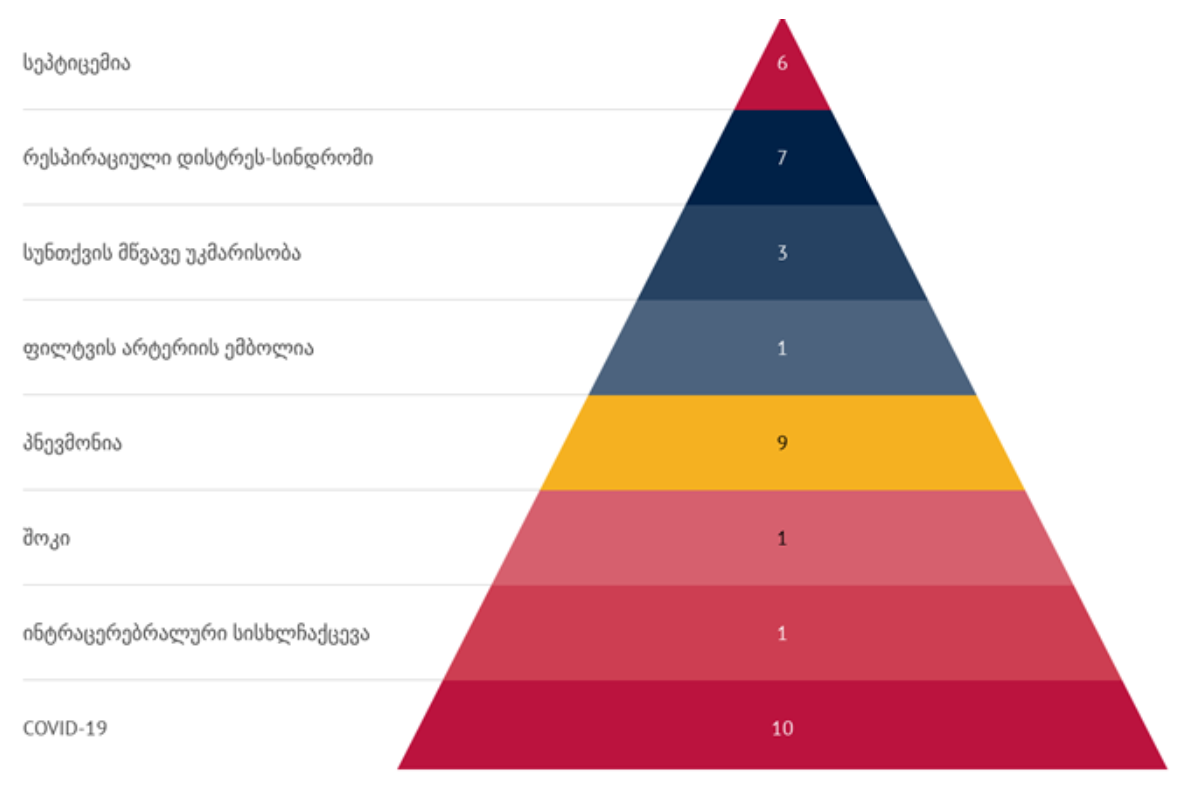 სეპტიცემია 6
რესპირაციული დისტრეს-სინდრომი 7
სუნთქვის მწვავე უკმარისობა 3
ფილტვის არტერიის ემბოლია 1
პნევმონია 9
შოკი 1
ინტრაცერებრალური სისხლჩაქცევა 1
COVID-19 10